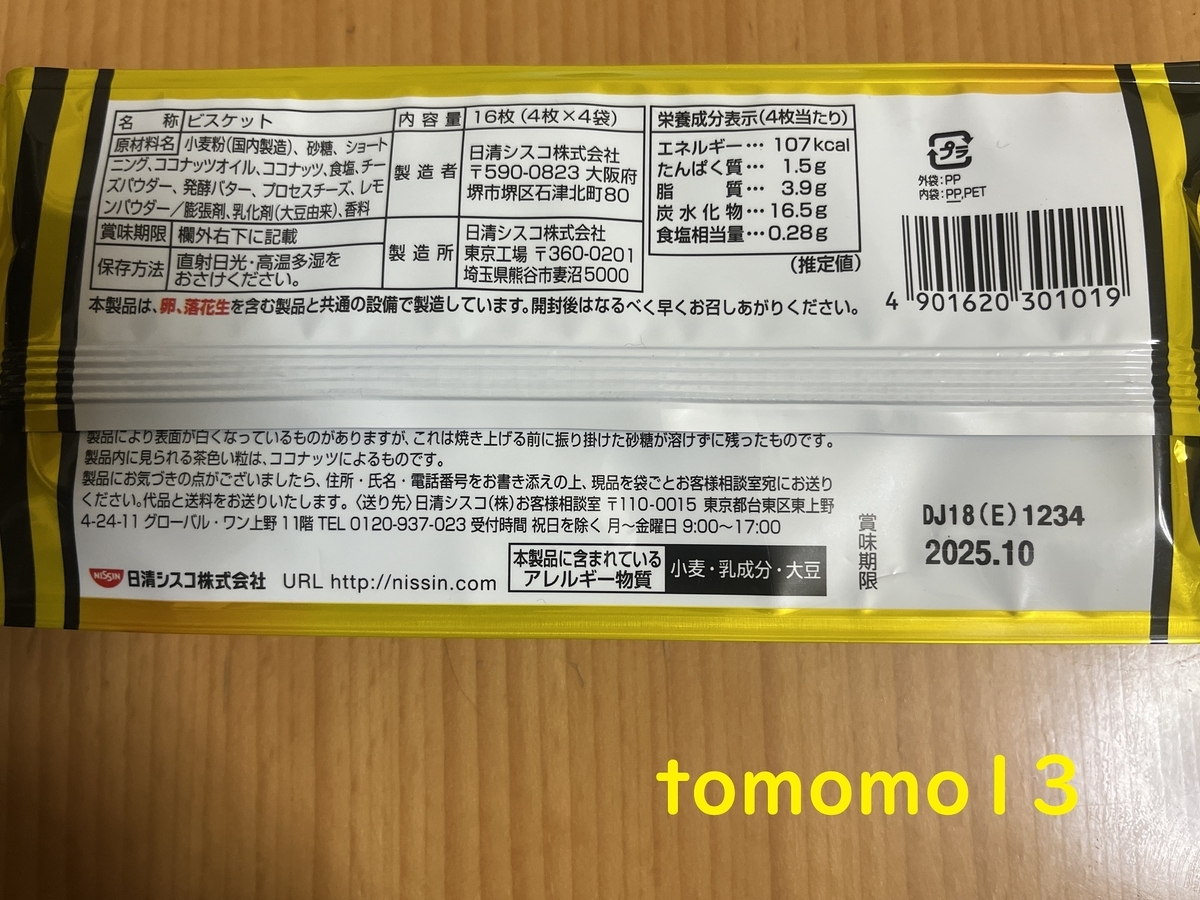 名 称 ビスケット
原材料名 小麦粉(国内製造)、砂糖、ショート
ニング、ココナッツオイル、ココナッツ、食塩、チー
ズパウダー、発酵バター、プロセスチーズ、レモ
ンパウダー／膨張剤、乳化剤(大豆由来)、香料
賞味期限 欄外右下に記載
保存方法 直射日光・高温多湿を
おさけください。
内容量 16枚(4枚×4袋)
製造者 日清シスコ株式会社
〒590-0823 大阪府
堺市堺区石津北町80
製造所 日清シスコ株式会社
東京工場 〒360-0201
埼玉県熊谷市妻沼5000
栄養成分表示(4枚当たり)
エネルギー… 107kcal
たんぱく質… 1.5g
脂 質… 3.9g
炭水化物… 16.5g
食塩相当量… 0.28g
(推定値)
プラ
外袋:PP
内袋:PP,PET
4 901620 301019
本製品は、卵、落花生を含む製品と共通の設備で製造しています。開封後はなるべく早くお召しあがりください。
製品により表面が白くなっているものがありますが、これは焼き上げる前に振り掛けた砂糖が溶けずに残ったものです。
製品内に見られる茶色い粒は、ココナッツによるものです。
製品にお気づきの点がございましたら、住所・氏名・電話番号をお書き添えの上、現品を袋ごとお客様相談室宛にお送り
ください。代品と送料をお送りいたします。〈送り先〉日清シスコ(株)お客様相談室 〒110-0015 東京都台東区東上野
4-24-11 グローバル・ワン上野 11階 TEL 0120-937-023 受付時間 祝日を除く 月～金曜日 9:00～17:00
本製品に含まれている
アレルギー物質
小麦・乳成分・大豆
NISSIN 日清シスコ株式会社 URL http://nissin.com
賞味期限
DJ18(E)1234
2025.10
tomomo13